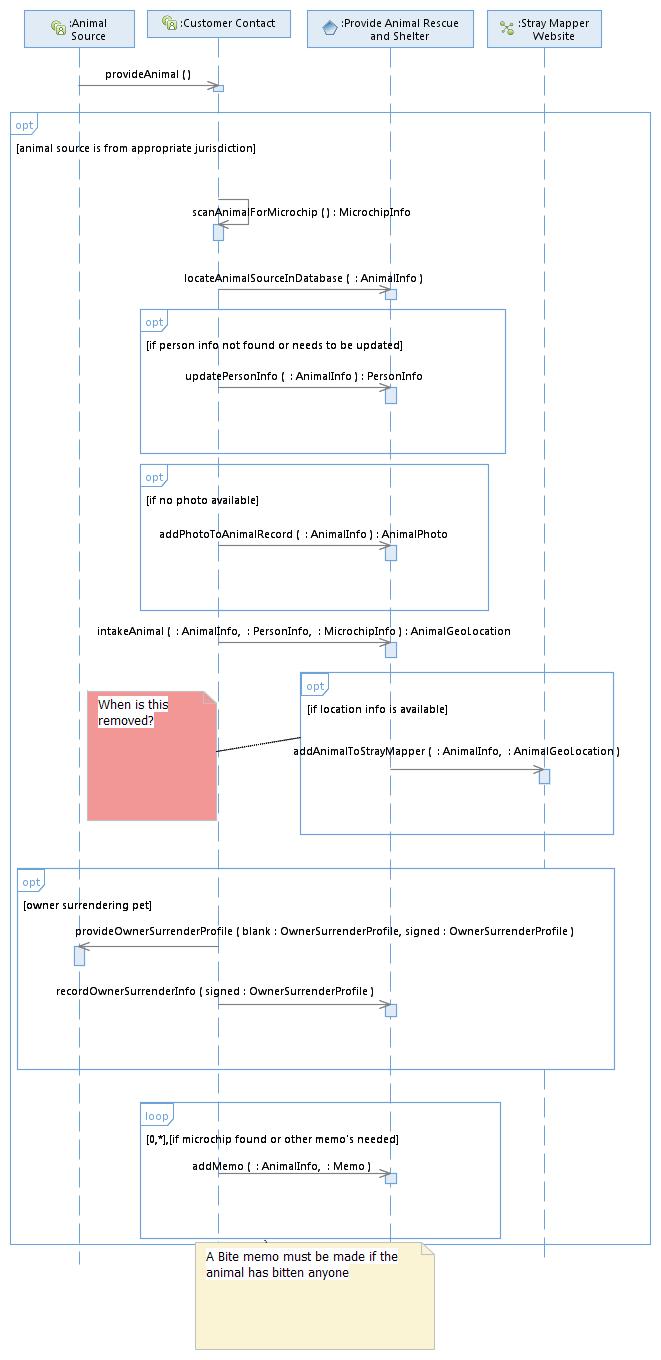 :Animal
Source
:Customer Contact
:Provide Animal Rescue
and Shelter
:Stray Mapper
Website
provideAnimal ( )
opt
[animal source is from appropriate jurisdiction]
scanAnimalForMicrochip ( ) : MicrochipInfo
locateAnimalSourceInDatabase ( : AnimalInfo )
opt
[if person info not found or needs to be updated]
updatePersonInfo ( : AnimalInfo ) : PersonInfo
opt
[if no photo available]
addPhotoToAnimalRecord ( : AnimalInfo ) : AnimalPhoto
intakeAnimal ( : AnimalInfo, : PersonInfo, : MicrochipInfo ) : AnimalGeoLocation
opt
When is this
removed?
[if location info is available]
addAnimalToStrayMapper ( : AnimalInfo, : AnimalGeoLocation )
opt
[owner surrendering pet]
provideOwnerSurrenderProfile ( blank : OwnerSurrenderProfile, signed : OwnerSurrenderProfile )
recordOwnerSurrenderInfo ( signed : OwnerSurrenderProfile )
loop
[0,*],[if microchip found or other memo's needed]
addMemo ( : AnimalInfo, : Memo )
A Bite memo must be made if the
animal has bitten anyone